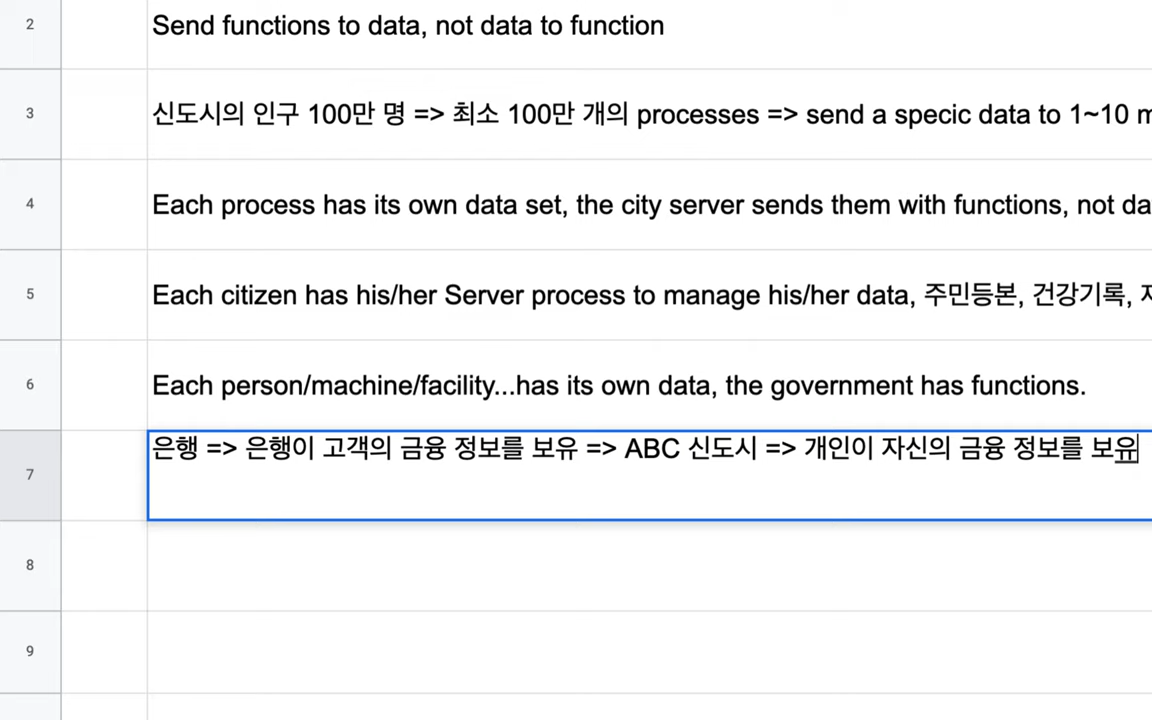 2
Send functions to data, not data to function
3
신도시의 인구 100만 명 => 최소 100만 개의 processes => send a specic data to 1~10 m
4
Each process has its own data set, the city server sends them with functions, not da
5
Each citizen has his/her Server process to manage his/her data, 주민등본, 건강기록,
6
Each person/machine/facility...has its own data, the government has functions.
7
은행 => 은행이 고객의 금융 정보를 보유 => ABC 신도시 => 개인이 자신의 금융 정보를 보유
8
9